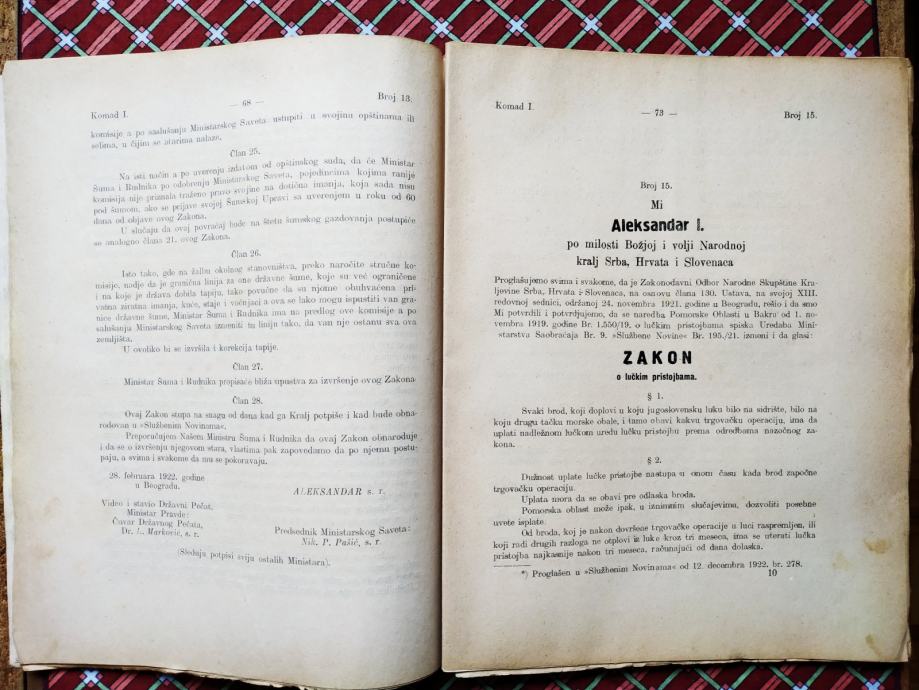 Komad I.
— 68 —
Broj 13.
komisije a po saslušanju Ministarskog Saveta ustupiti u svojinu opštinama ili
selima, u čijim se atarima nalaze.
Član 25.
Na isti način a po uverenju izdatom od opštinskog suda, da će Ministar
Šuma i Rudnika po odobrenju Ministarskog Saveta, pojedincima kojima ranije
komisija nije priznala traženo pravo svojine na dotična imanja, koja sada nisu
pod šumom, ako se prijave svojej Šumskoj Upravi sa uverenjem u roku od 60
dana od objave ovog Zakona.
U slučaju da ovaj povraćaj bude na štetu šumskog gazdovanja postupiće
se analogno člana 21. ovog Zakona.
Član 26.
Isto tako, gde na žalbu okolnog stanovništva, preko naročite stručne ko-
misije, nadje da je granična linija za one državne šume, koje su već ograničene
i na koje je država dobila tapiju, tako povučena da su njome obuhvaćena pri-
vatna zaratna imanja, kuće, staje i voćnjaci a ova se lako mogu ispustiti van gra-
nice državne šume, Ministar Šuma i Rudnika ima na predlog ove komisije a po
saslušanju Ministarskog Saveta izmeniti tu liniju tako, da van nje ostanu sva ova
zemljišta.
U ovoliko bi se izvršila i korekcija tapije.
Član 27.
Ministar Šuma i Rudnika propisaće bliža upustva za izvršenje ovog Zakona
Član 28.
Ovaj Zakon stupa na snagu od dana kad ga Kralj potpiše i kad bude obna-
rodovan u »Službenim Novinama«.
Preporučujem Našem Ministru Šuma i Rudnika da ovaj Zakon obnaroduje
i da se o izvršenju njegovom stara, vlastima pak zapovedamo da po njemu postu-
paju, a svima i svakome da mu se pokoravaju.
28. februara 1922. godine
u Beogradu.
ALEKSANDAR s. r.
Video i stavio Državni Pečat,
Ministar Pravde:
Čuvar Državnog Pečata,
Dr. L. Marković, s. r.
Predsednik Ministarskog Saveta:
Nik. P. Pašić, s. r.
(Sledaju potpisi sviju ostalih Ministara).
Komad I.
— 73 —
Broj 15.
Broj 15.
Mi
Aleksandar I.
po milosti Božjoj i volji Narodnoj
kralj Srba, Hrvata i Slovenaca
Proglašujemo svima i svakome, da je Zakonodavni Odbor Narodne Skupštine Kra-
ljevine Srba, Hrvata i Slovenaca, na osnovu člana 130. Ustava, na svojoj XIII.
redovnoj sednici, održanoj 24. novembra 1921. godine u Beogradu, rešio i da smo
Mi potvrdili i potvrdjujemo, da se naredba Pomorske Oblasti u Bakru od 1. no-
vembra 1919. godine Br. 1.550/19, o lučkim pristojbama spiska Uredaba Mini-
starstva Saobraćaja Br. 9. »Službene Novine« Br. 195./21. izmeni i da glasi:
ZAKON
o lučkim pristojbama.
§ 1.
Svaki brod, koji doplovi u koju jugoslovensku luku bilo na sidrište, bilo na
koju drugu tačku morske obale, i tamo obavi kakvu trgovačku operaciju, ima da
uplati nadležnom lučkom uredu lučku pristojbu prema odredbama nazočnog za-
kona.
§ 2.
Dužnost uplate lučke pristojbe nastupa u onom času kada brod započne
trgovačku operaciju.
Uplata mora da se obavi pre odlaska broda.
Pomorska oblast može ipak, u iznimnim slučajevima, dozvoliti posebne
uvete isplate.
Od broda, koji je nakon dovršene trgovačke operacije u luci raspremljen, ili
koji radi drugih razloga ne otplovi iz luke kroz tri meseca, ima se uterati lučka
pristojba najkasnije nakon tri meseca, računajući od dana dolaska.
*) Proglašen u »Službenim Novinama« od 12. decembra 1922. br. 278.
10